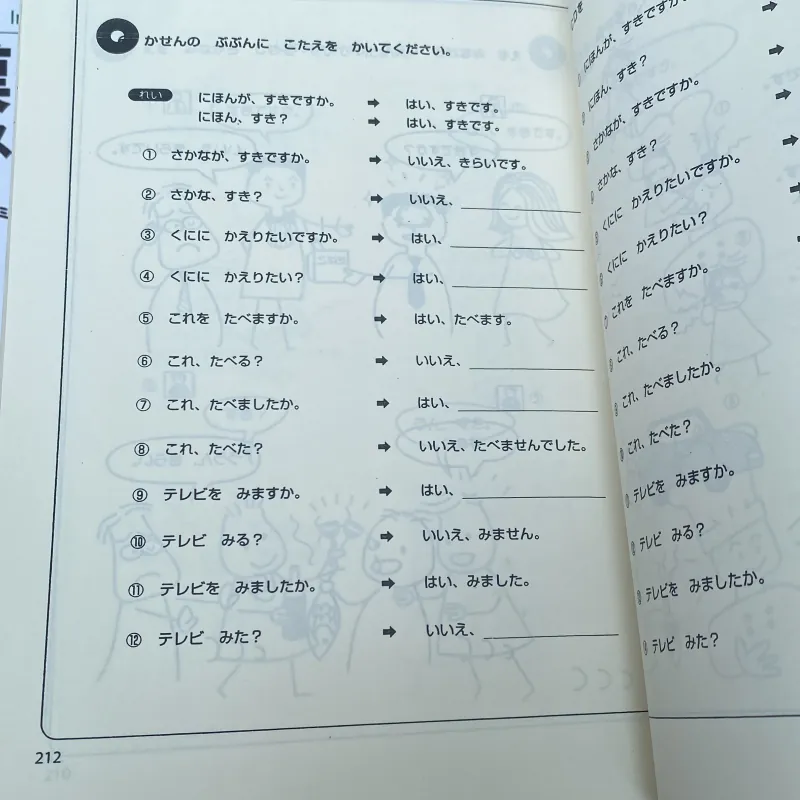 かせんの　ぶぶんに　こたえを　かいてください。
れい　にほんが、すきですか。　➡　はい、すきです。
にほん、すき？　➡　はい、すきです。
① さかなが、すきですか。　➡　いいえ、きらいです。
② さかな、すき？　➡　いいえ、
③ くにに　かえりたいですか。　➡　はい、
④ くにに　かえりたい？　➡　はい、
⑤ これを　たべますか。　➡　はい、たべます。
⑥ これ、たべる？　➡　いいえ、
⑦ これ、たべましたか。　➡　はい、
⑧ これ、たべた？　➡　いいえ、たべませんでした。
⑨ テレビを　みますか。　➡　はい、
⑩ テレビ　みる？　➡　いいえ、みません。
⑪ テレビを　みましたか。　➡　はい、みました。
⑫ テレビ　みた？　➡　いいえ、
212
にほんが、すきですか。　➡
にほん、すき？　➡
さかなが、すきですか。　➡
さかな、すき？　➡
くにに　かえりたいですか。　➡
くにに　かえりたい？
これを　たべますか。
これ、たべる？
これ、たべましたか。
これ、たべた？
テレビを　みますか。
テレビ　みる？
テレビを　みましたか。
テレビ　みた？